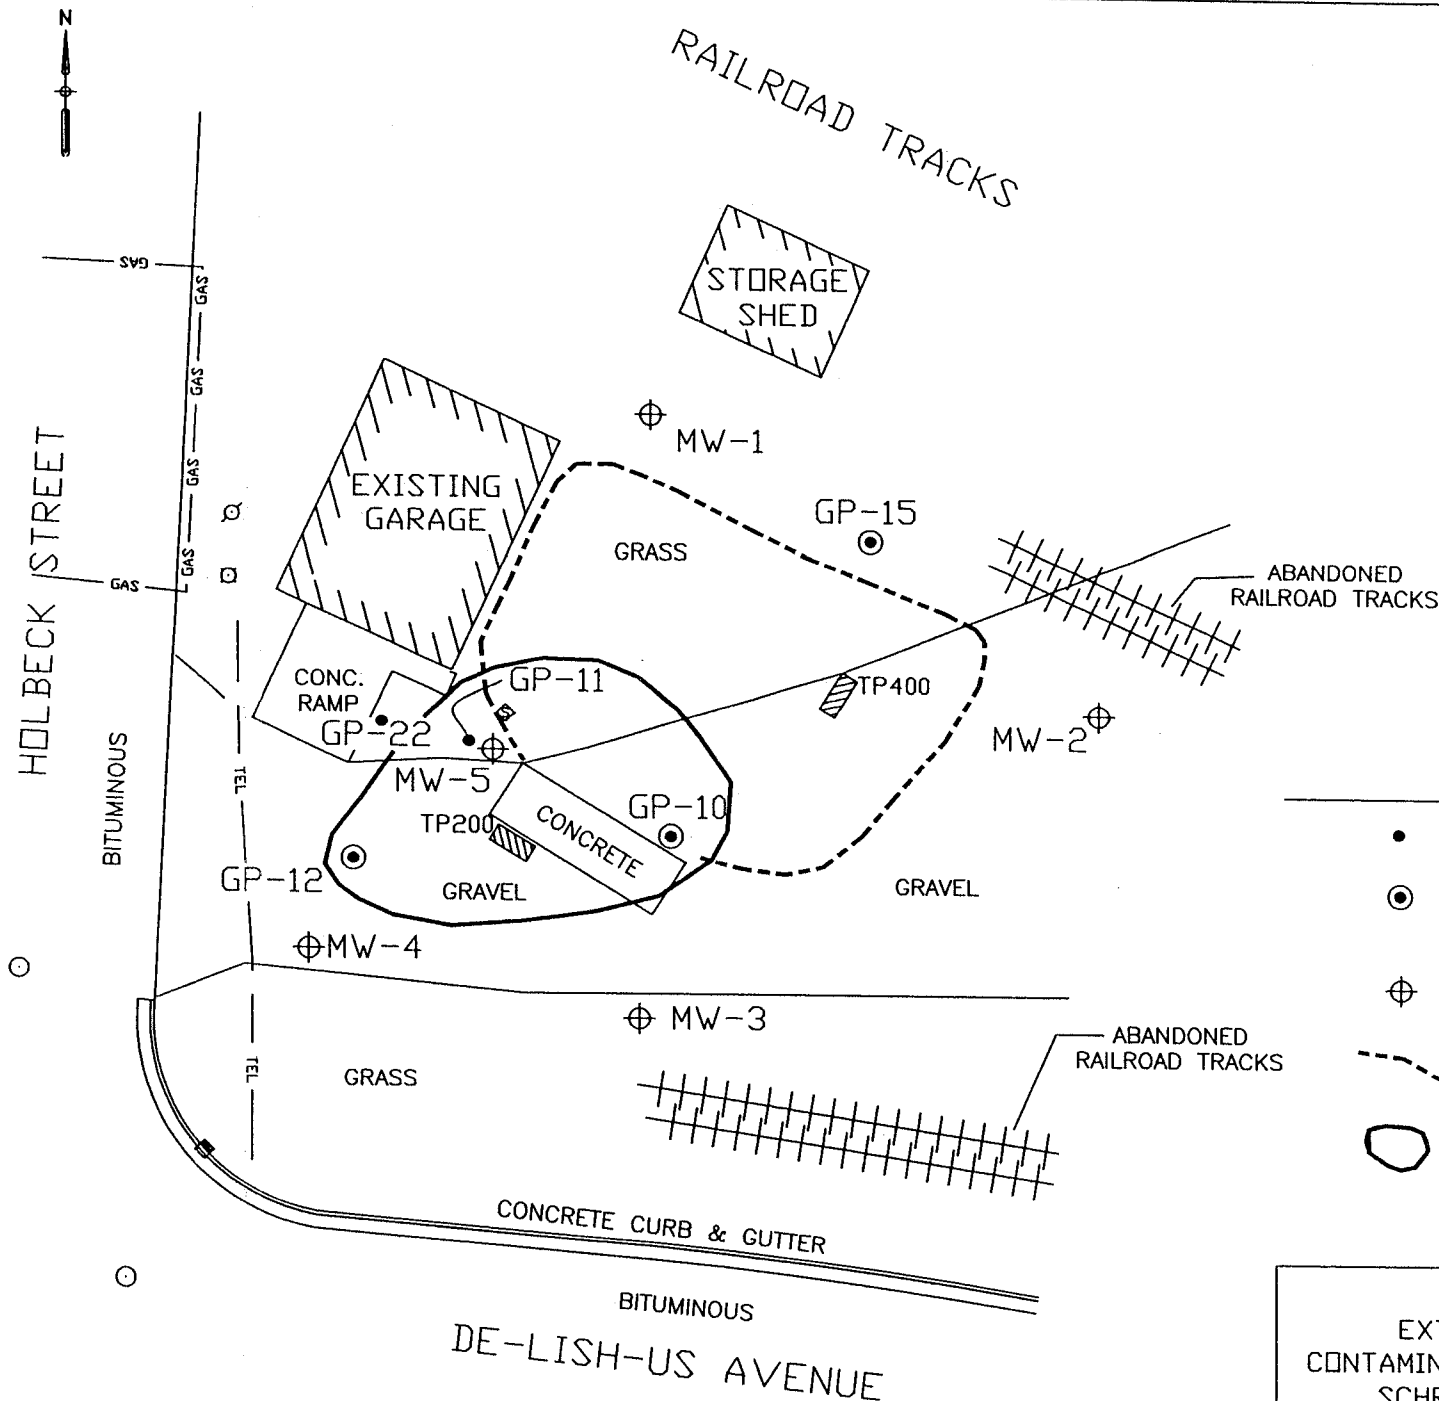 N
RAILROAD TRACKS
GAS
GAS
STORAGE
SHED
GAS
MW-1
GAS
EXISTING
GARAGE
GP-15
GRASS
HOLBECK STREET
GAS
GAS
ABANDONED
RAILROAD TRACKS
CONC.
RAMP
GP-11
TP400
S
GP-22
MW-2
MW-5
TEL
BITUMINOUS
GP-10
TP200
CONCRETE
GP-12
GRAVEL
GRAVEL
MW-4
MW-3
ABANDONED
RAILROAD TRACKS
TEL
GRASS
CONCRETE CURB & GUTTER
BITUMINOUS
DE-LISH-US AVENUE
EXT
CONTAMIN
SCHR